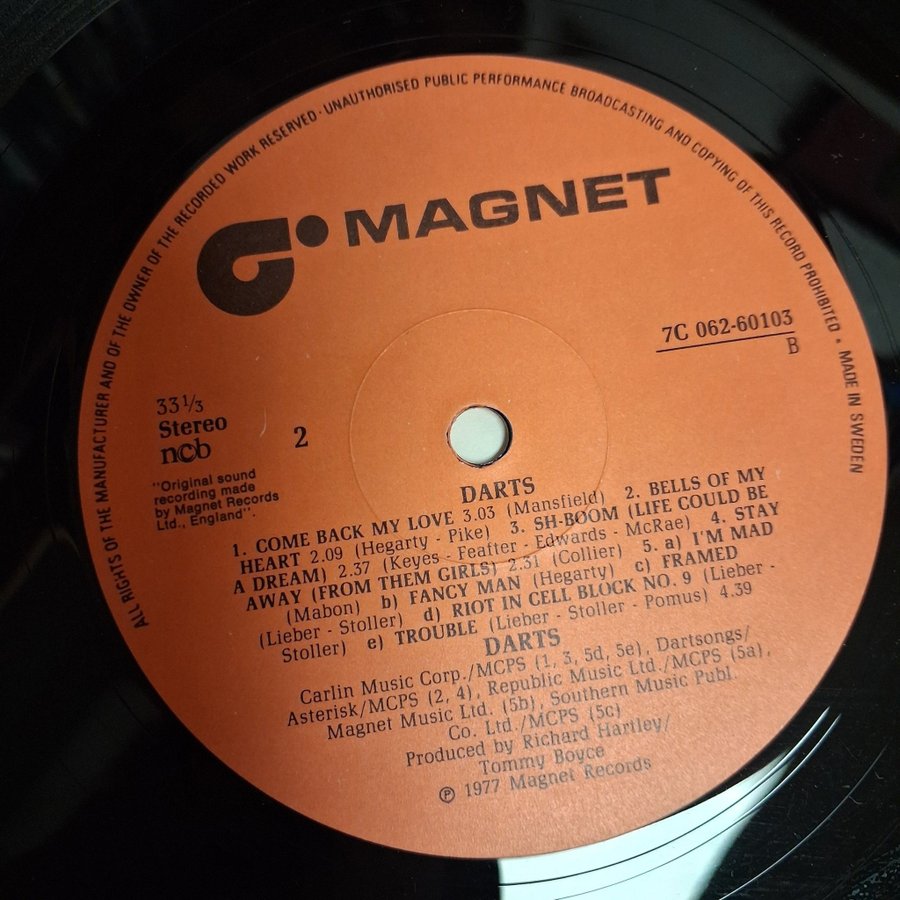 ALL RIGHTS OF THE MANUFACTURER AND OF THE OWNER OF THE RECORDED WORK RESERVED · UNAUTHORISED PUBLIC PERFORMANCE BROADCASTING AND COPYING OF THIS RECORD PROHIBITED • MADE IN SWEDEN
MAGNET
7C 062-60103
B
33 1/3
Stereo
ncb
2
"Original sound
recording made
by Magnet Records
Ltd., England".
DARTS
1. COME BACK MY LOVE 3.03 (Mansfield) 2. BELLS OF MY
HEART 2.09 (Hegarty - Pike) 3. SH-BOOM (LIFE COULD BE
A DREAM) 2.37 (Keyes - Feafter - Edwards - McRae) 4. STAY
AWAY (FROM THEM GIRLS) 2.31 (Collier) 5. a) I'M MAD
(Mabon) b) FANCY MAN (Hegarty) c) FRAMED
(Lieber - Stoller) d) RIOT IN CELL BLOCK NO. 9 (Lieber -
Stoller) e) TROUBLE (Lieber - Stoller - Pomus) 4.39
DARTS
Carlin Music Corp./MCPS (1, 3, 5d, 5e), Dartsongs/
Asterisk/MCPS (2, 4), Republic Music Ltd./MCPS (5a),
Magnet Music Ltd. (5b), Southern Music Publ.
Co. Ltd./MCPS (5c)
Produced by Richard Hartley/
Tommy Boyce
℗ 1977 Magnet Records